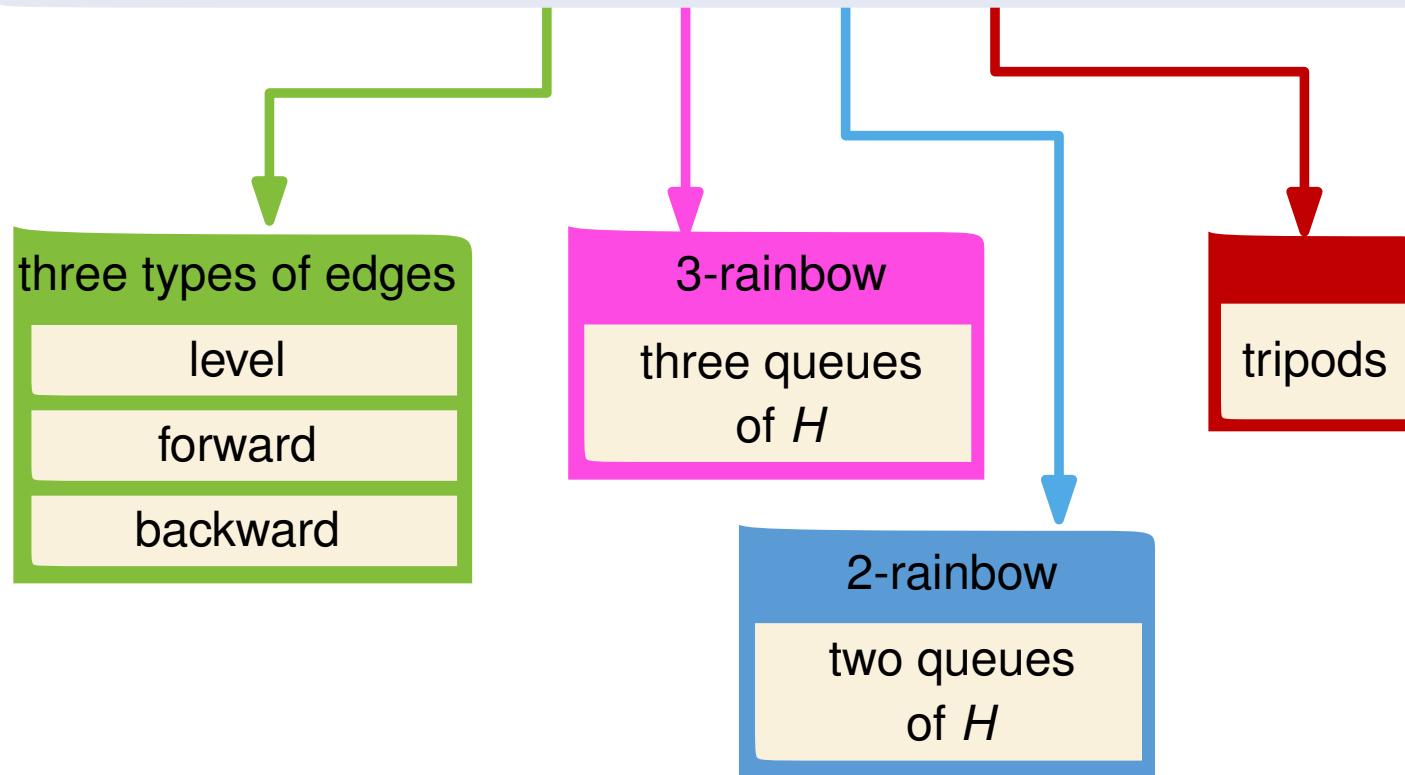 three types of edges
level
forward
backward
3-rainbow
three queues
of H
2-rainbow
two queues
of H
tripods